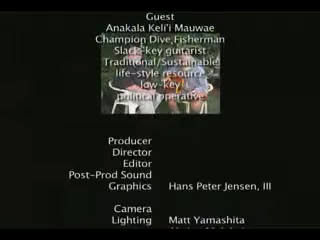 Guest
Anakala Keli'i Mauwae
Champion Dive Fisherman
Slack-key guitarist
Traditional/Sustainable
life-style resource
low-key
political operative
Producer
Director
Editor
Post-Prod Sound
Graphics Hans Peter Jensen, III
Camera
Lighting Matt Yamashita